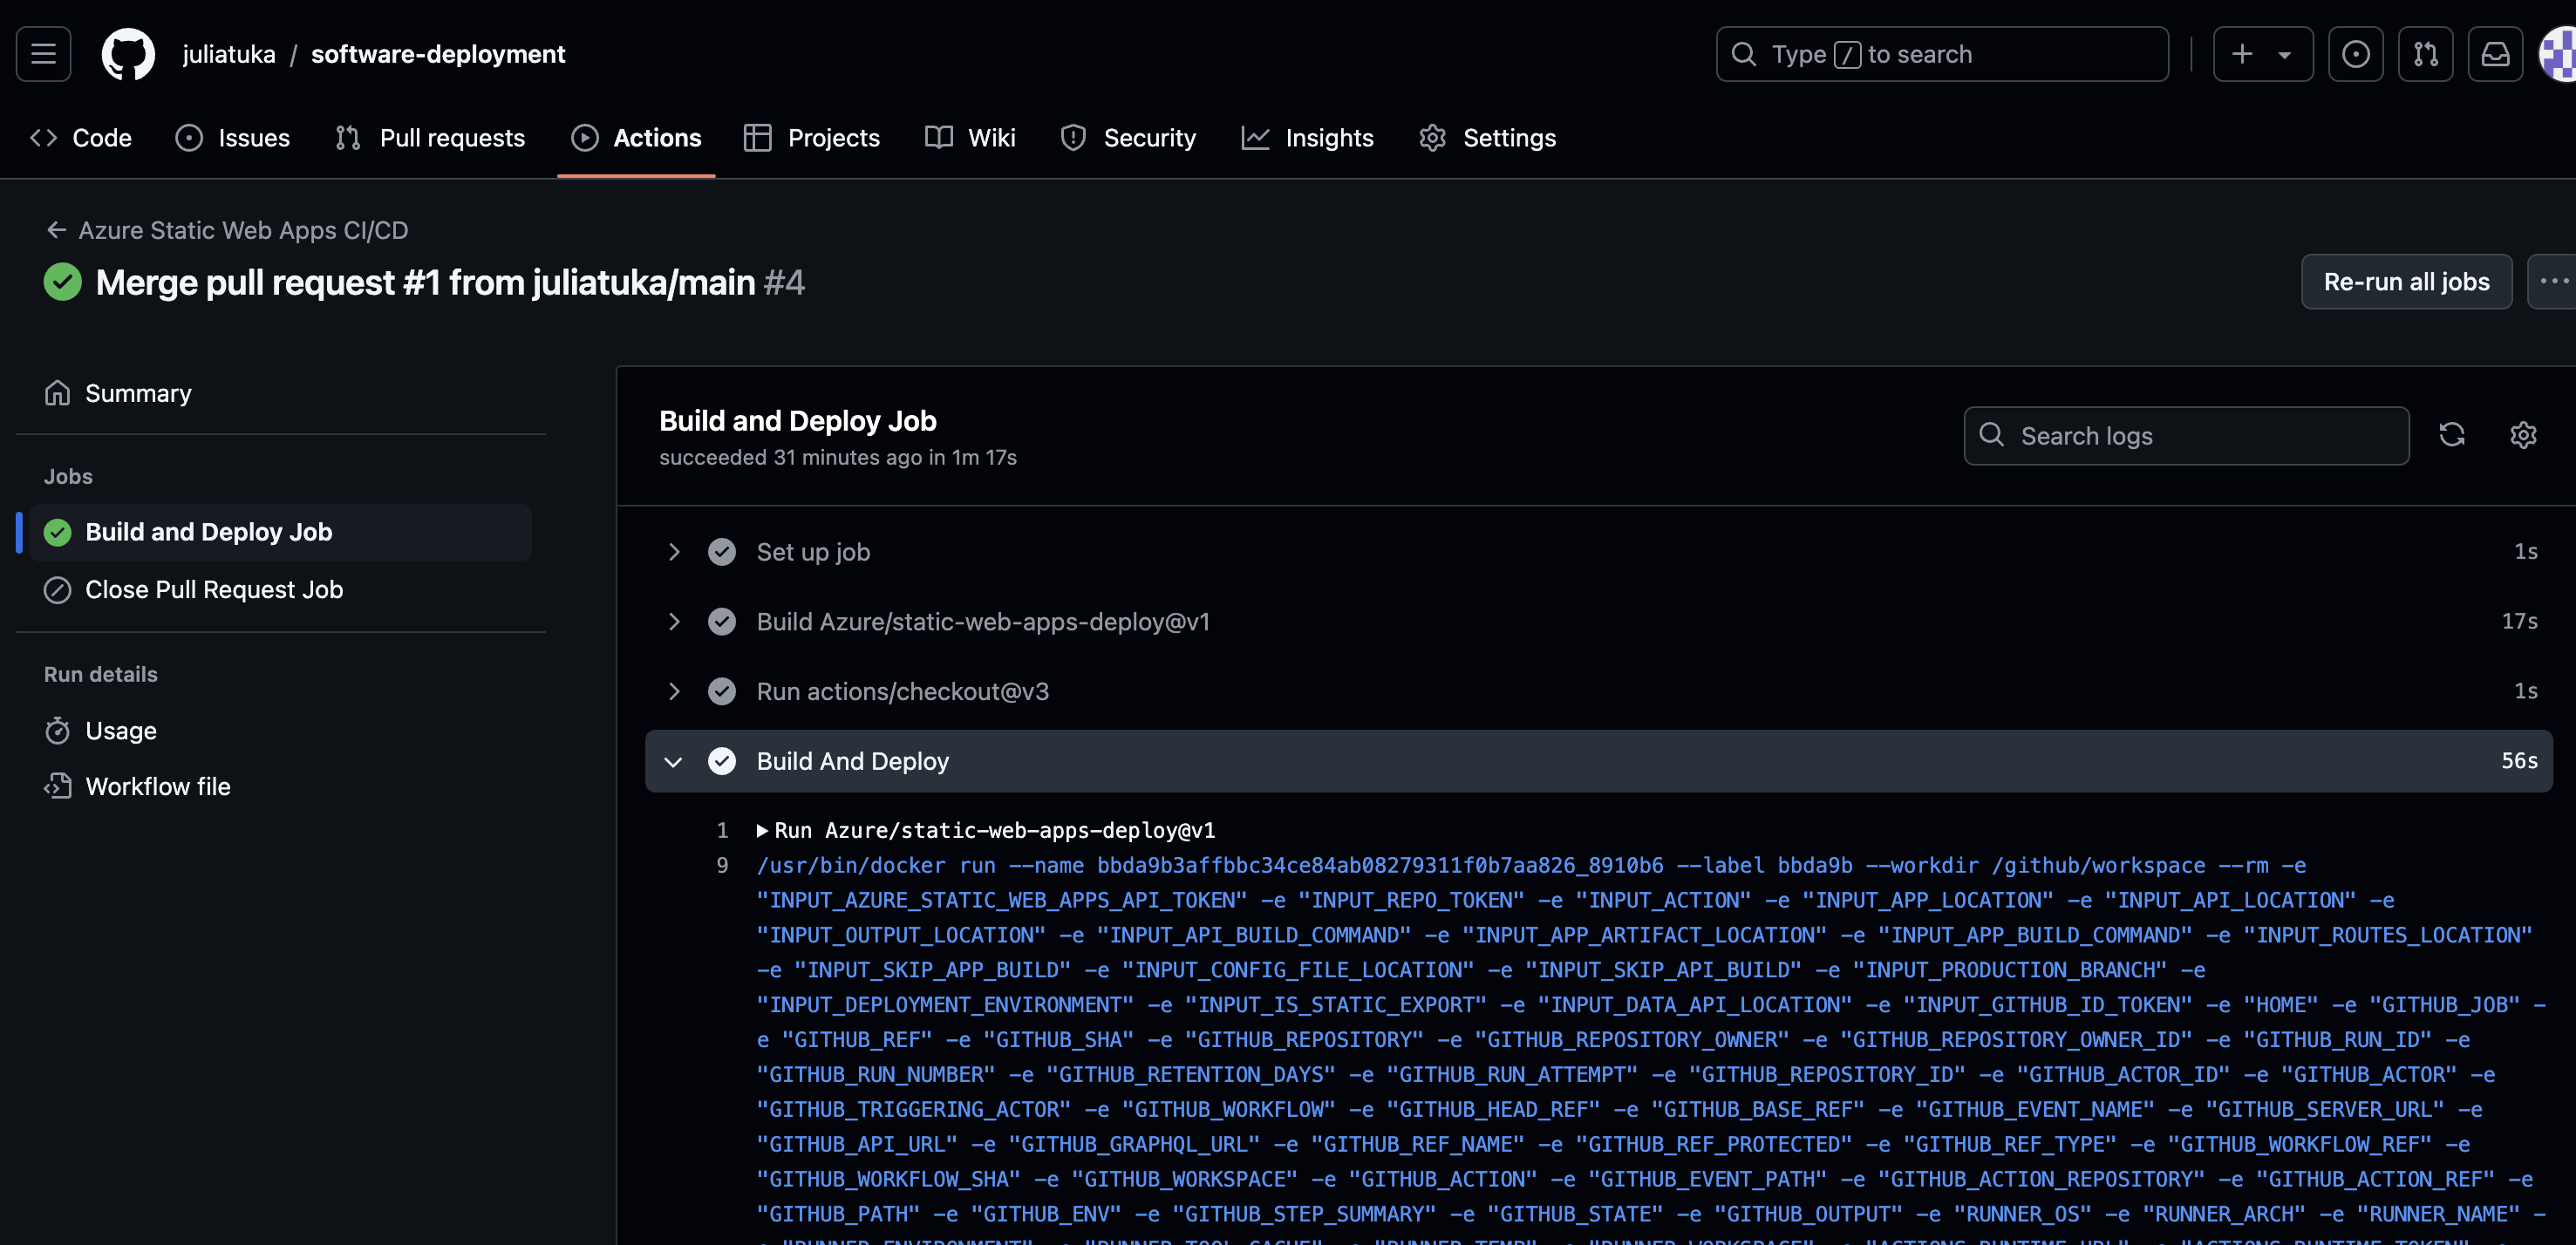 juliatuka / software-deployment
Type / to search
Code Issues Pull requests Actions Projects Wiki Security Insights Settings
← Azure Static Web Apps CI/CD
Merge pull request #1 from juliatuka/main #4
Re-run all jobs
Summary
Jobs
Build and Deploy Job
Close Pull Request Job
Run details
Usage
Workflow file
Build and Deploy Job
succeeded 31 minutes ago in 1m 17s
Search logs
Set up job 1s
Build Azure/static-web-apps-deploy@v1 17s
Run actions/checkout@v3 1s
Build And Deploy 56s
1 Run Azure/static-web-apps-deploy@v1
9 /usr/bin/docker run --name bbda9b3affbbc34ce84ab08279311f0b7aa826_8910b6 --label bbda9b --workdir /github/workspace --rm -e
"INPUT_AZURE_STATIC_WEB_APPS_API_TOKEN" -e "INPUT_REPO_TOKEN" -e "INPUT_ACTION" -e "INPUT_APP_LOCATION" -e "INPUT_API_LOCATION" -e
"INPUT_OUTPUT_LOCATION" -e "INPUT_API_BUILD_COMMAND" -e "INPUT_APP_ARTIFACT_LOCATION" -e "INPUT_APP_BUILD_COMMAND" -e "INPUT_ROUTES_LOCATION"
-e "INPUT_SKIP_APP_BUILD" -e "INPUT_CONFIG_FILE_LOCATION" -e "INPUT_SKIP_API_BUILD" -e "INPUT_PRODUCTION_BRANCH" -e
"INPUT_DEPLOYMENT_ENVIRONMENT" -e "INPUT_IS_STATIC_EXPORT" -e "INPUT_DATA_API_LOCATION" -e "INPUT_GITHUB_ID_TOKEN" -e "HOME" -e "GITHUB_JOB" -
e "GITHUB_REF" -e "GITHUB_SHA" -e "GITHUB_REPOSITORY" -e "GITHUB_REPOSITORY_OWNER" -e "GITHUB_REPOSITORY_OWNER_ID" -e "GITHUB_RUN_ID" -e
"GITHUB_RUN_NUMBER" -e "GITHUB_RETENTION_DAYS" -e "GITHUB_RUN_ATTEMPT" -e "GITHUB_REPOSITORY_ID" -e "GITHUB_ACTOR_ID" -e "GITHUB_ACTOR" -e
"GITHUB_TRIGGERING_ACTOR" -e "GITHUB_WORKFLOW" -e "GITHUB_HEAD_REF" -e "GITHUB_BASE_REF" -e "GITHUB_EVENT_NAME" -e "GITHUB_SERVER_URL" -e
"GITHUB_API_URL" -e "GITHUB_GRAPHQL_URL" -e "GITHUB_REF_NAME" -e "GITHUB_REF_PROTECTED" -e "GITHUB_REF_TYPE" -e "GITHUB_WORKFLOW_REF" -e
"GITHUB_WORKFLOW_SHA" -e "GITHUB_WORKSPACE" -e "GITHUB_ACTION" -e "GITHUB_EVENT_PATH" -e "GITHUB_ACTION_REPOSITORY" -e "GITHUB_ACTION_REF" -e
"GITHUB_PATH" -e "GITHUB_ENV" -e "GITHUB_STEP_SUMMARY" -e "GITHUB_STATE" -e "GITHUB_OUTPUT" -e "RUNNER_OS" -e "RUNNER_ARCH" -e "RUNNER_NAME" -
e "RUNNER_ENVIRONMENT" -e "RUNNER_TOOL_CACHE" -e "RUNNER_TEMP" -e "RUNNER_WORKSPACE" -e "ACTIONS_RUNTIME_URL" -e "ACTIONS_RUNTIME_TOKEN" -e